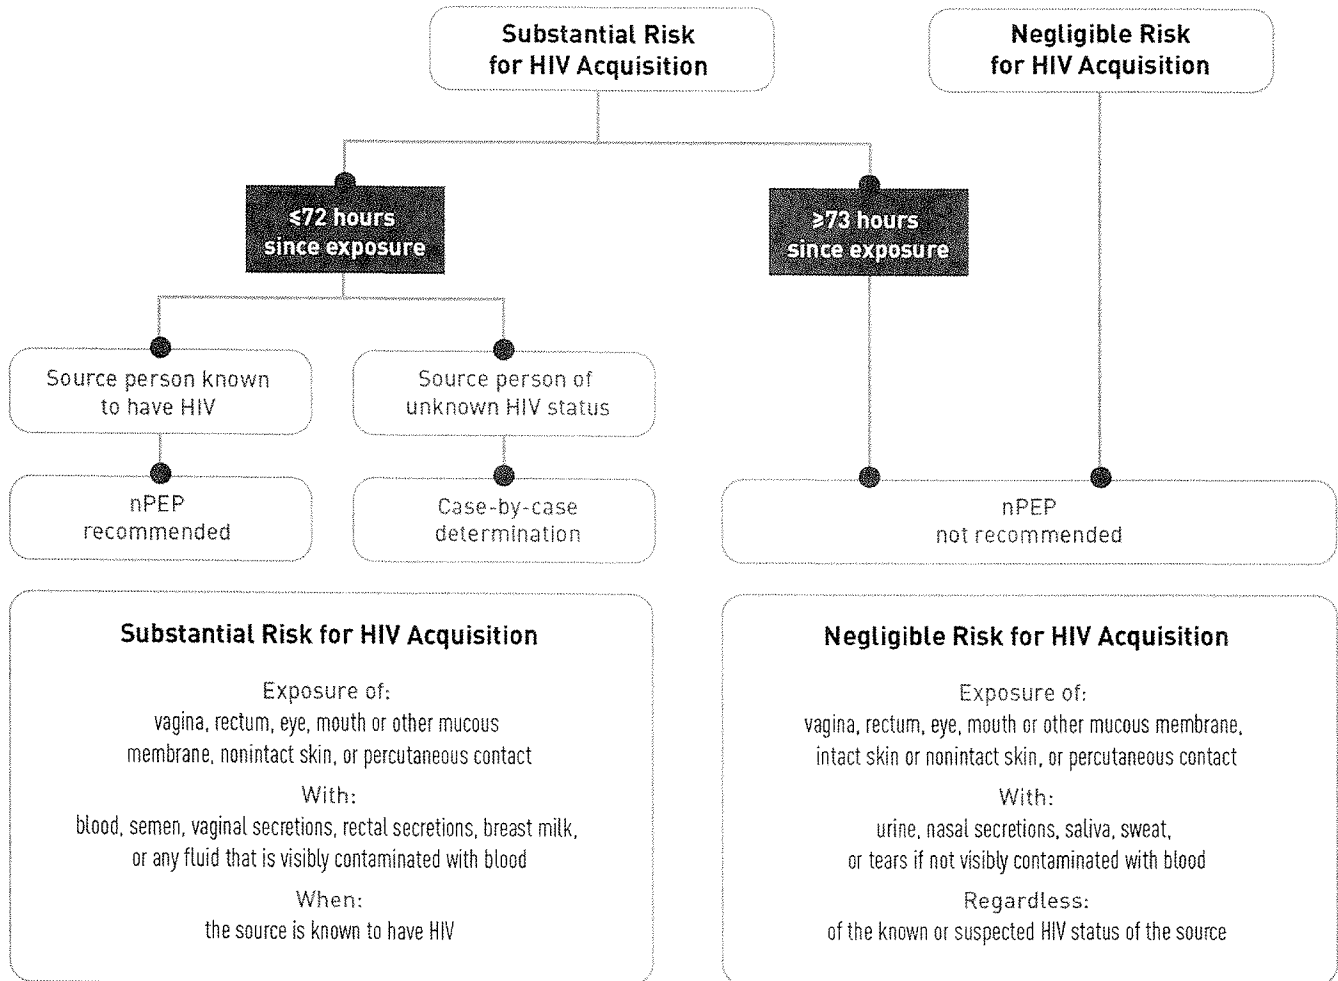 Substantial Risk
for HIV Acquisition
Negligible Risk
for HIV Acquisition
≤72 hours
since exposure
≥73 hours
since exposure
Source person known
to have HIV
Source person of
unknown HIV status
nPEP
recommended
Case-by-case
determination
nPEP
not recommended
Substantial Risk for HIV Acquisition
Exposure of:
vagina, rectum, eye, mouth or other mucous
membrane, nonintact skin, or percutaneous contact
With:
blood, semen, vaginal secretions, rectal secretions, breast milk,
or any fluid that is visibly contaminated with blood
When:
the source is known to have HIV
Negligible Risk for HIV Acquisition
Exposure of:
vagina, rectum, eye, mouth or other mucous membrane,
intact skin or nonintact skin, or percutaneous contact
With:
urine, nasal secretions, saliva, sweat,
or tears if not visibly contaminated with blood
Regardless:
of the known or suspected HIV status of the source